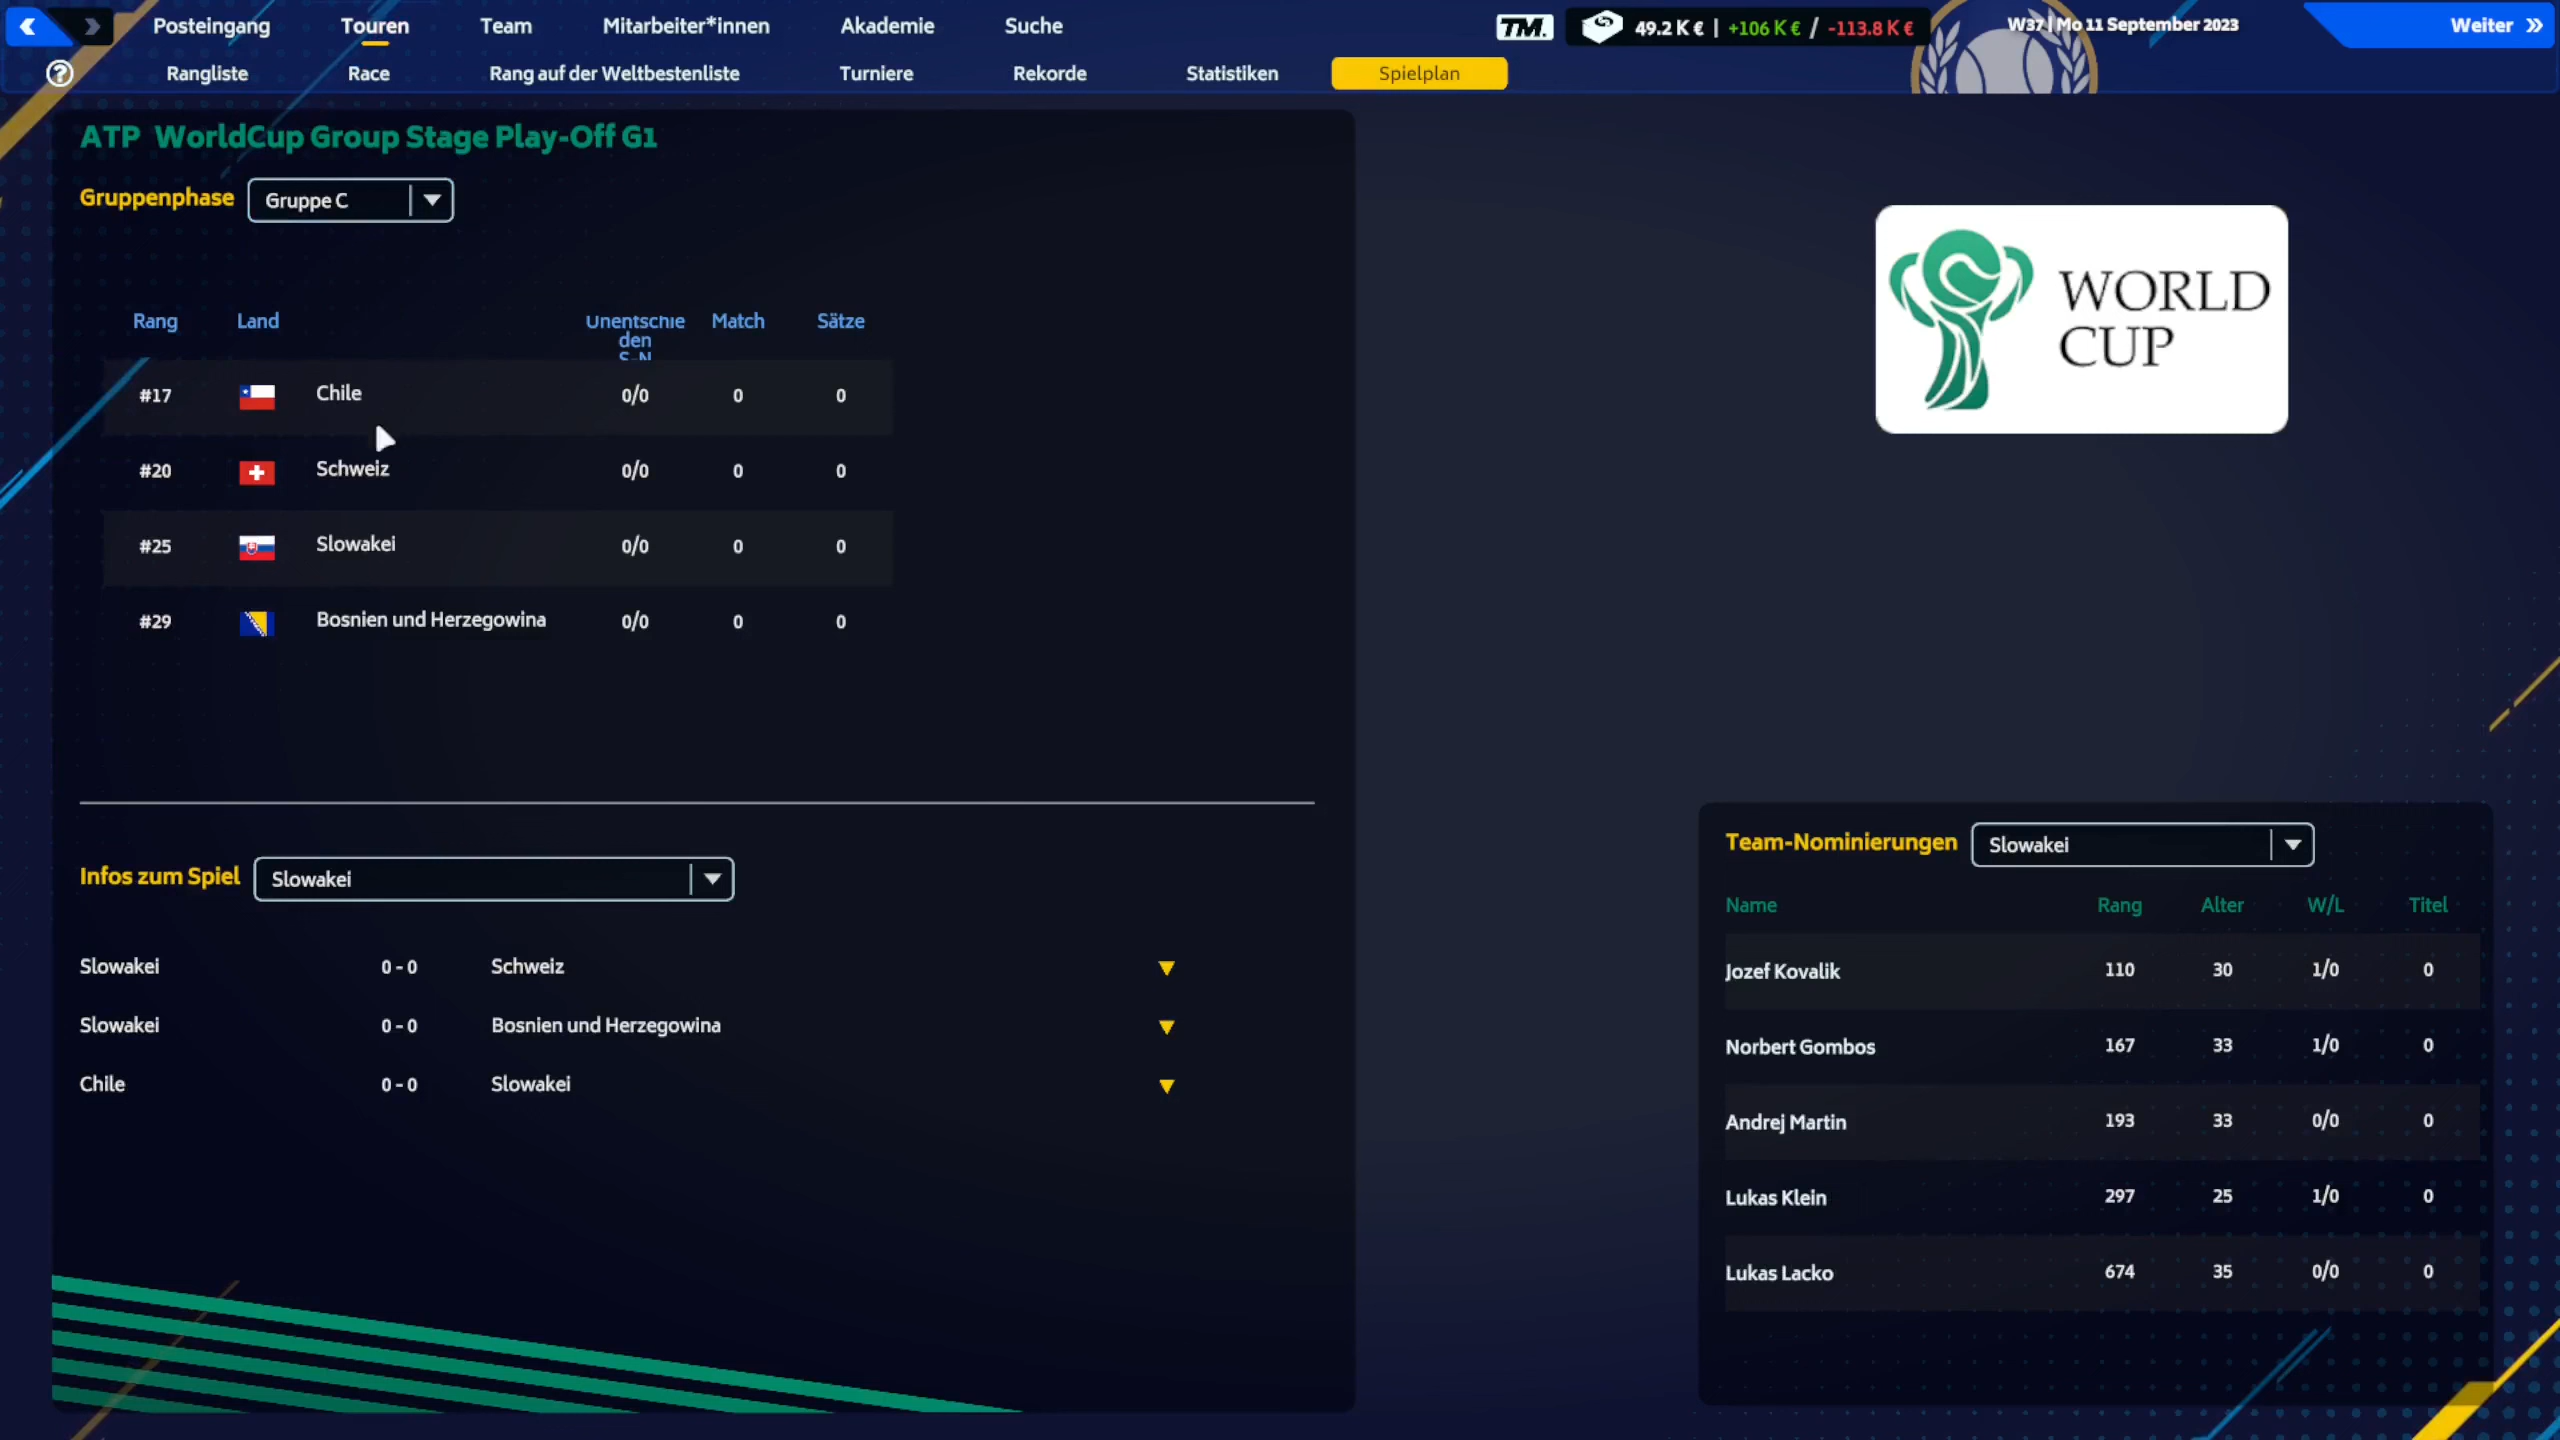 Posteingang Touren Team Mitarbeiter*innen Akademie Suche TM. 49.2 K € | +106 K € / -113.8 K € W37 | Mo 11 September 2023 Weiter
? Rangliste Race Rang auf der Weltbestenliste Turniere Rekorde Statistiken Spielplan
ATP WorldCup Group Stage Play-Off G1
Gruppenphase Gruppe C
WORLD
CUP
Rang Land Unentschie Match Sätze
den
S-N
#17 Chile 0/0 0 0
#20 Schweiz 0/0 0 0
#25 Slowakei 0/0 0 0
#29 Bosnien und Herzegowina 0/0 0 0
Infos zum Spiel Slowakei
Slowakei 0 - 0 Schweiz
Slowakei 0 - 0 Bosnien und Herzegowina
Chile 0 - 0 Slowakei
Team-Nominierungen Slowakei
Name Rang Alter W/L Titel
Jozef Kovalik 110 30 1/0 0
Norbert Gombos 167 33 1/0 0
Andrej Martin 193 33 0/0 0
Lukas Klein 297 25 1/0 0
Lukas Lacko 674 35 0/0 0